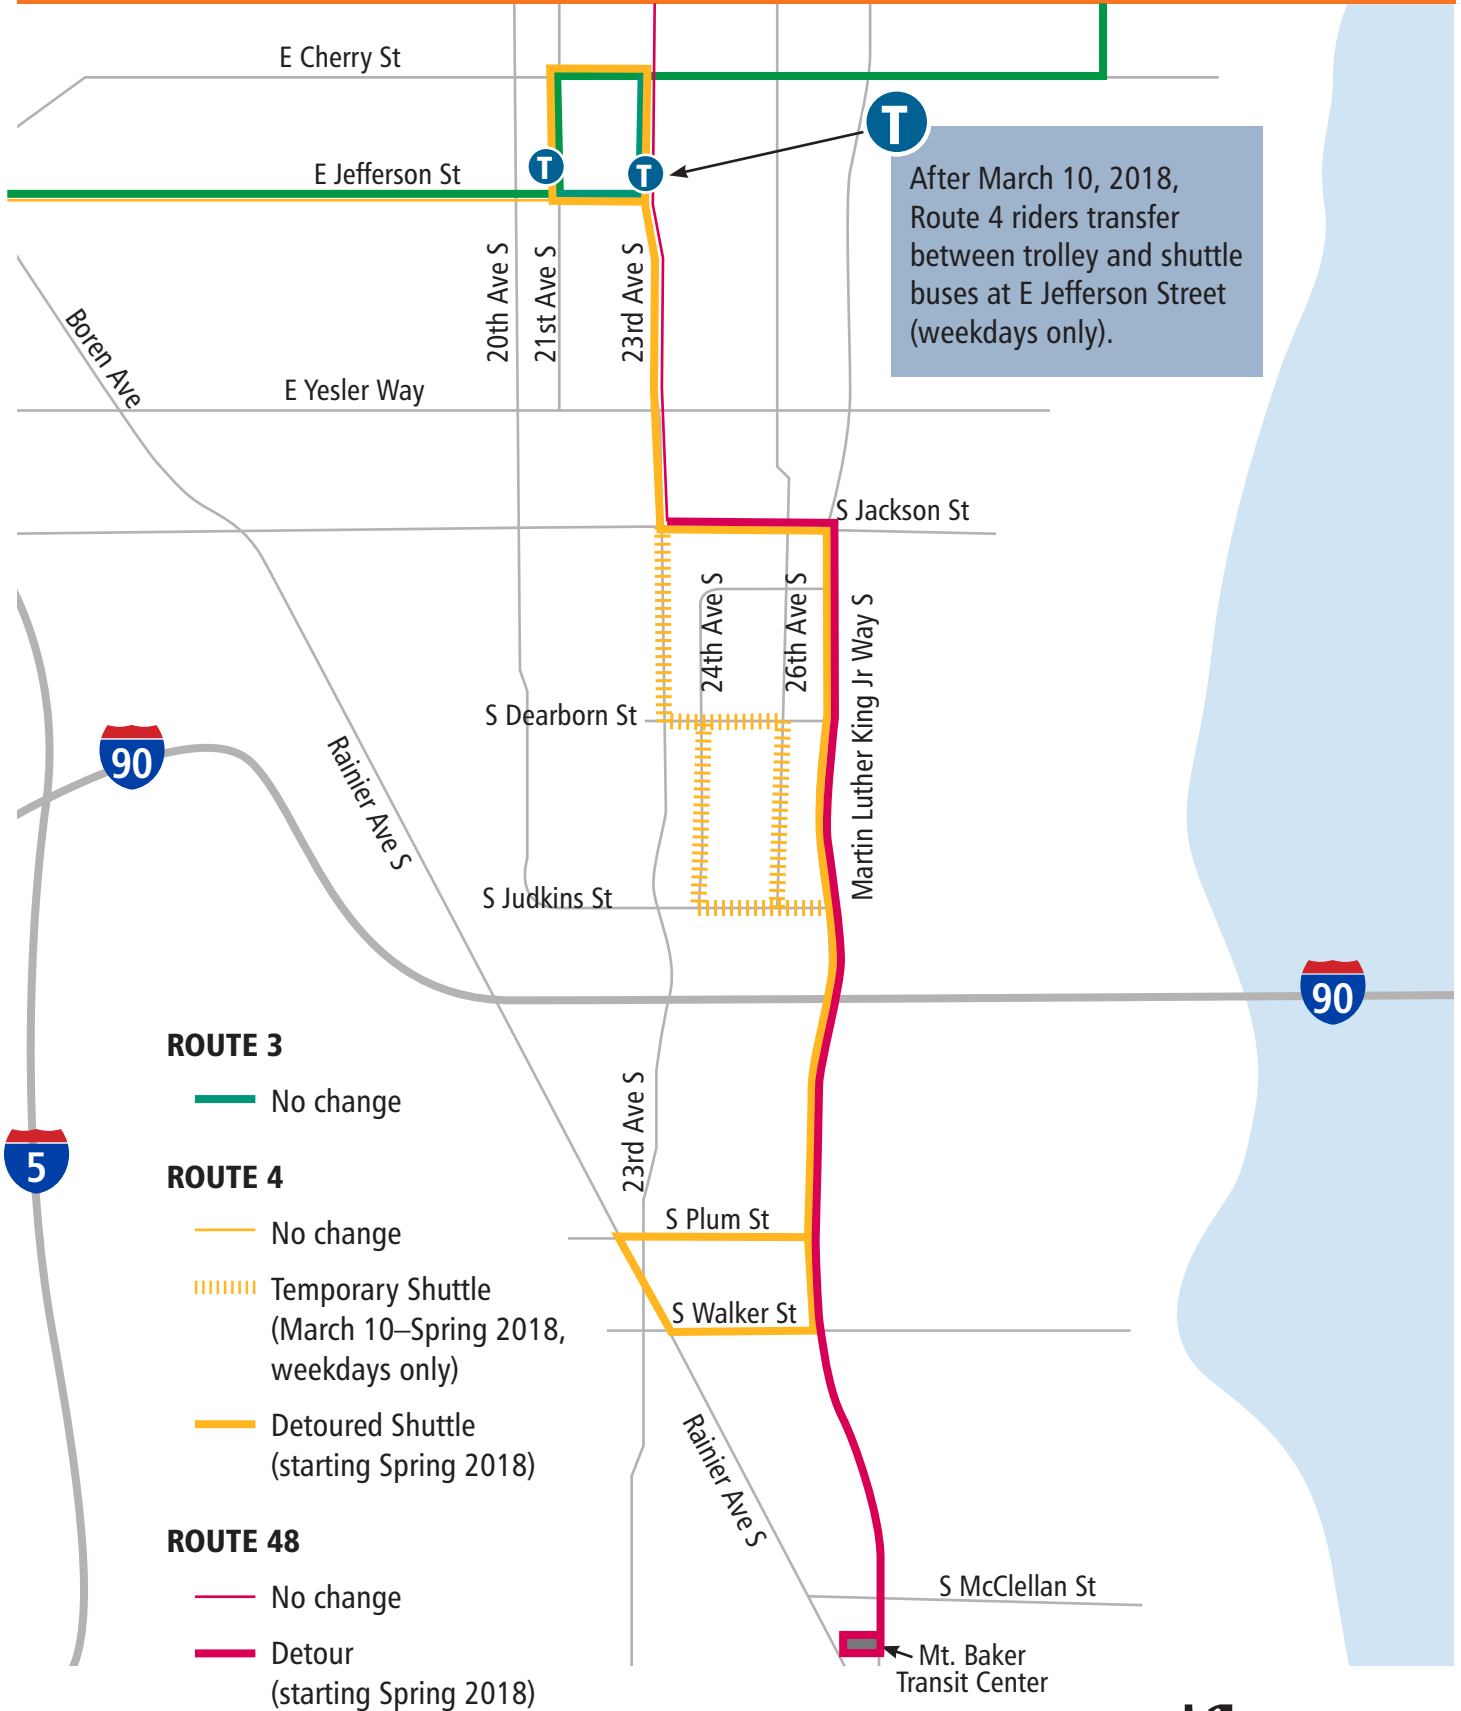 E Cherry St
T
After March 10, 2018,
Route 4 riders transfer
between trolley and shuttle
buses at E Jefferson Street
(weekdays only).
T
T
E Jefferson St
20th Ave S
21st Ave S
23rd Ave S
Boren Ave
E Yesler Way
S Jackson St
24th Ave S
26th Ave S
Martin Luther King Jr Way S
S Dearborn St
90
Rainier Ave S
S Judkins St
90
ROUTE 3
No change
23rd Ave S
5
ROUTE 4
No change
S Plum St
Temporary Shuttle
(March 10–Spring 2018,
weekdays only)
S Walker St
Detoured Shuttle
(starting Spring 2018)
Rainier Ave S
ROUTE 48
No change
S McClellan St
Detour
(starting Spring 2018)
Mt. Baker
Transit Center